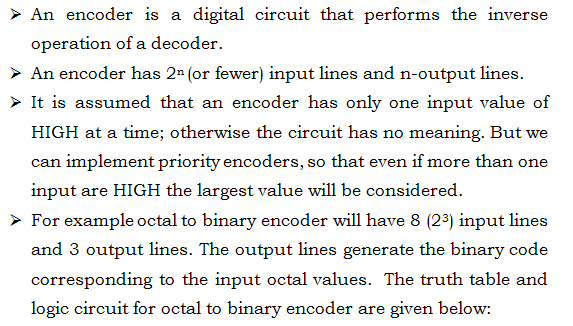 ➢ An encoder is a digital circuit that performs the inverse
operation of a decoder.
➢ An encoder has 2ⁿ (or fewer) input lines and n-output lines.
➢ It is assumed that an encoder has only one input value of
HIGH at a time; otherwise the circuit has no meaning. But we
can implement priority encoders, so that even if more than one
input are HIGH the largest value will be considered.
➢ For example octal to binary encoder will have 8 (2³) input lines
and 3 output lines. The output lines generate the binary code
corresponding to the input octal values. The truth table and
logic circuit for octal to binary encoder are given below: